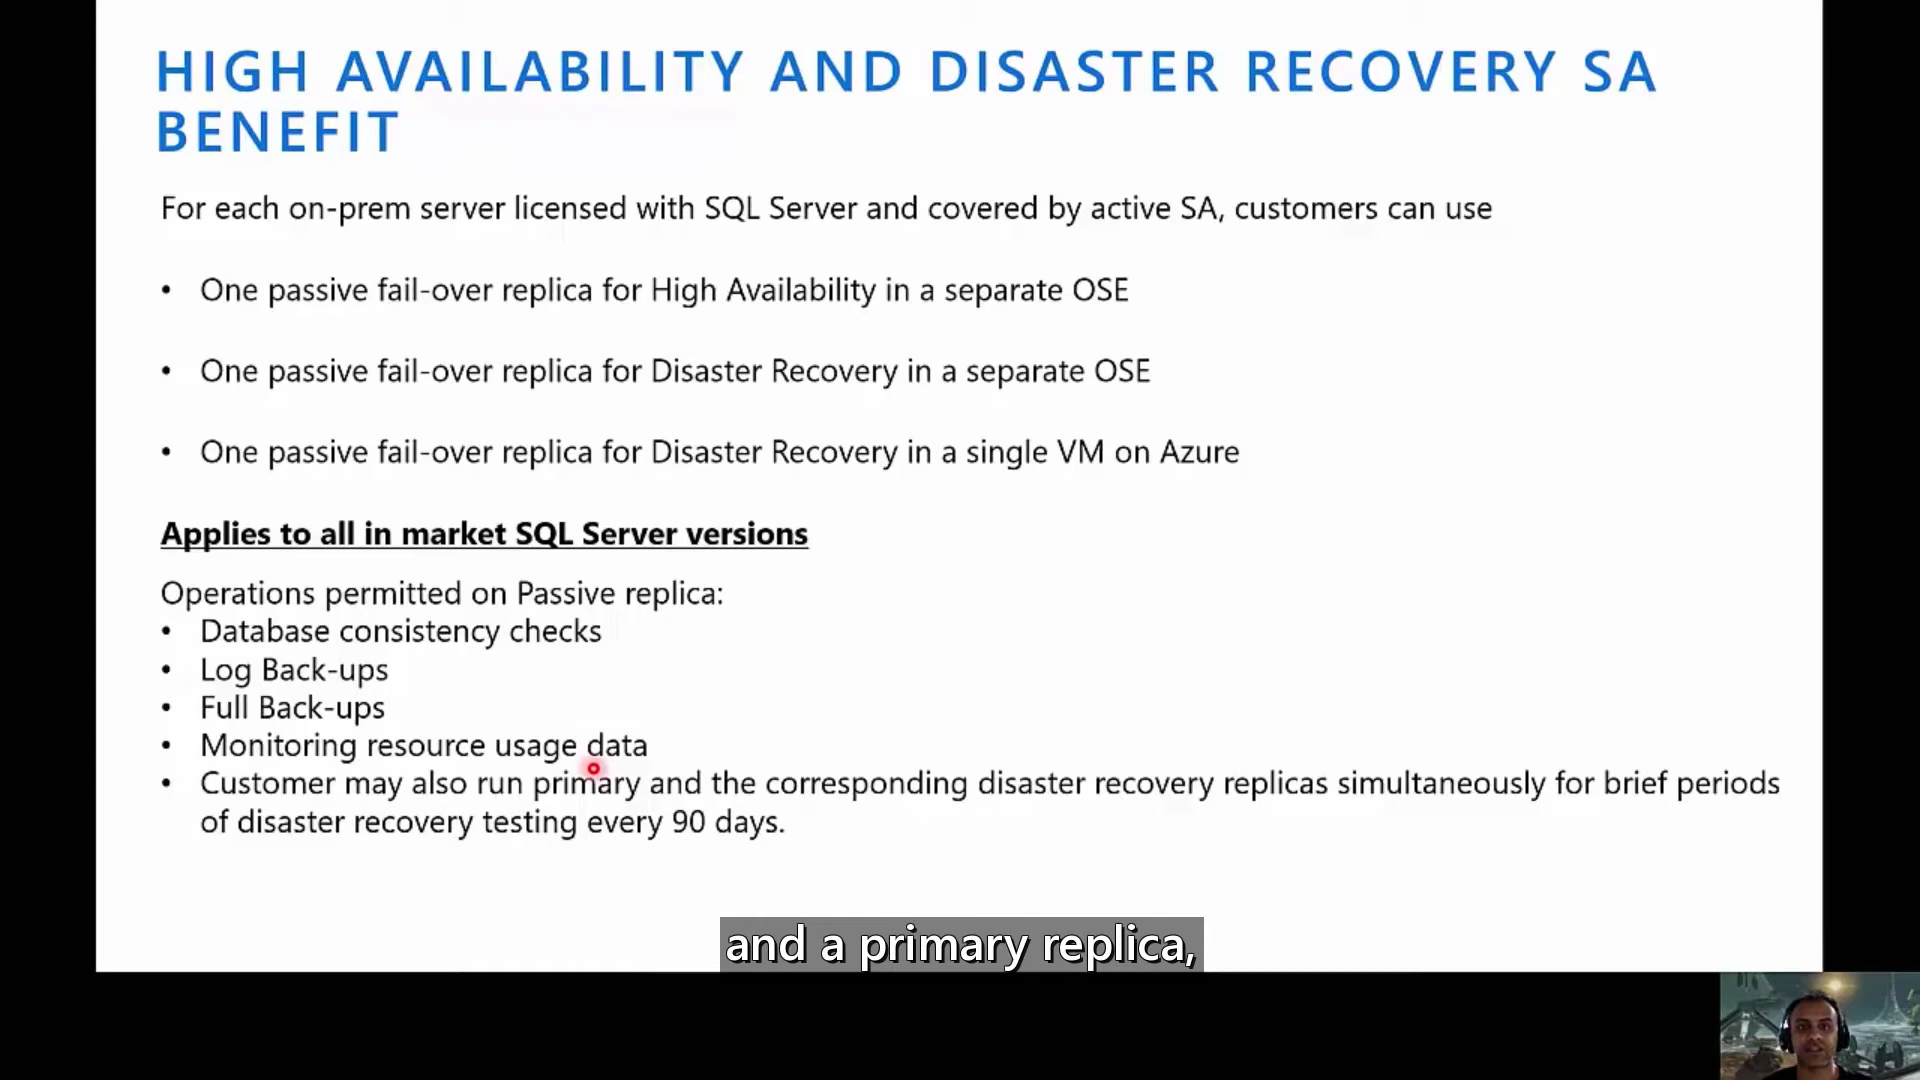 HIGH AVAILABILITY AND DISASTER RECOVERY SA
BENEFIT
For each on-prem server licensed with SQL Server and covered by active SA, customers can use
• One passive fail-over replica for High Availability in a separate OSE
• One passive fail-over replica for Disaster Recovery in a separate OSE
• One passive fail-over replica for Disaster Recovery in a single VM on Azure
Applies to all in market SQL Server versions
Operations permitted on Passive replica:
• Database consistency checks
• Log Back-ups
• Full Back-ups
• Monitoring resource usage data
• Customer may also run primary and the corresponding disaster recovery replicas simultaneously for brief periods
of disaster recovery testing every 90 days.
and a primary replica,